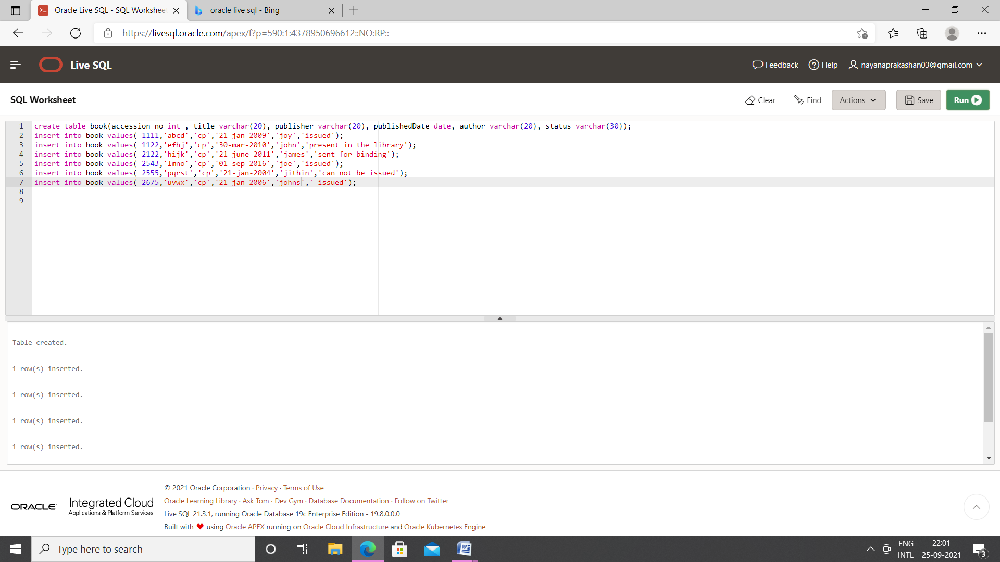 Oracle Live SQL - SQL Workshee
oracle live sql - Bing
https://livesql.oracle.com/apex/f?p=590:1:4378950696612::NO:RP::
Live SQL
Feedback
Help
nayanaprakashan03@gmail.com
SQL Worksheet
Clear
Find
Actions
Save
Run
1 create table book(accession_no int , title varchar(20), publisher varchar(20), publishedDate date, author varchar(20), status varchar(30));
2 insert into book values( 1111,'abcd','cp','21-jan-2009','joy','issued');
3 insert into book values( 1122,'efhj','cp','30-mar-2010','john','present in the library');
4 insert into book values( 2122,'hijk','cp','21-june-2011','james','sent for binding');
5 insert into book values( 2543,'lmno','cp','01-sep-2016','joe','issued');
6 insert into book values( 2555,'pqrst','cp','21-jan-2004','jithin','can not be issued');
7 insert into book values( 2675,'uvwx','cp','21-jan-2006','johns',' issued');
8
9
Table created.
1 row(s) inserted.
1 row(s) inserted.
1 row(s) inserted.
1 row(s) inserted.
ORACLE
Integrated Cloud
Applications & Platform Services
© 2021 Oracle Corporation · Privacy · Terms of Use
Oracle Learning Library · Ask Tom · Dev Gym · Database Documentation · Follow on Twitter
Live SQL 21.3.1, running Oracle Database 19c Enterprise Edition - 19.8.0.0.0
Built with ❤ using Oracle APEX running on Oracle Cloud Infrastructure and Oracle Kubernetes Engine
Type here to search
ENG
INTL
22:01
25-09-2021
3